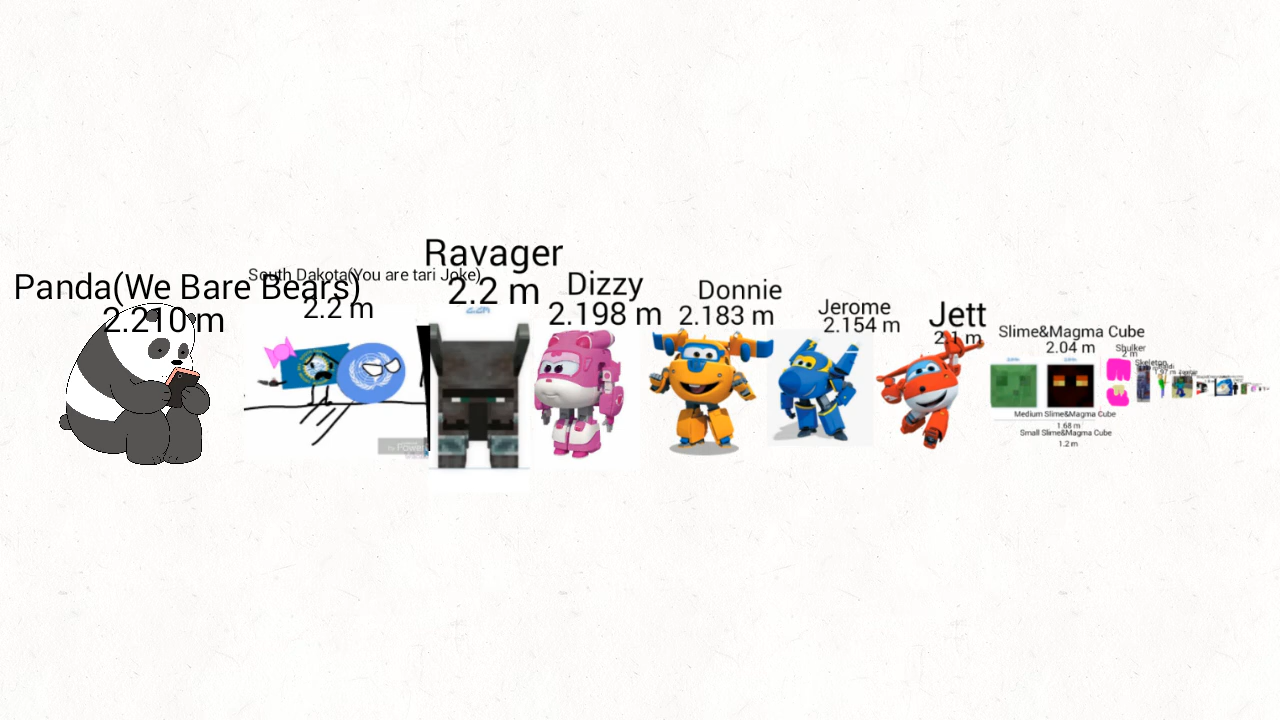 Panda(We Bare Bears)
2.210 m
South Dakota(You are tari Joke)
2.2 m
Ravager
2.2 m
Dizzy
2.198 m
Donnie
2.183 m
Jerome
2.154 m
Jett
2.1 m
Slime&Magma Cube
2.04 m
Medium Slime&Magma Cube
1.68 m
Small Slime&Magma Cube
1.2 m
Shulker
2 m
Skeleton